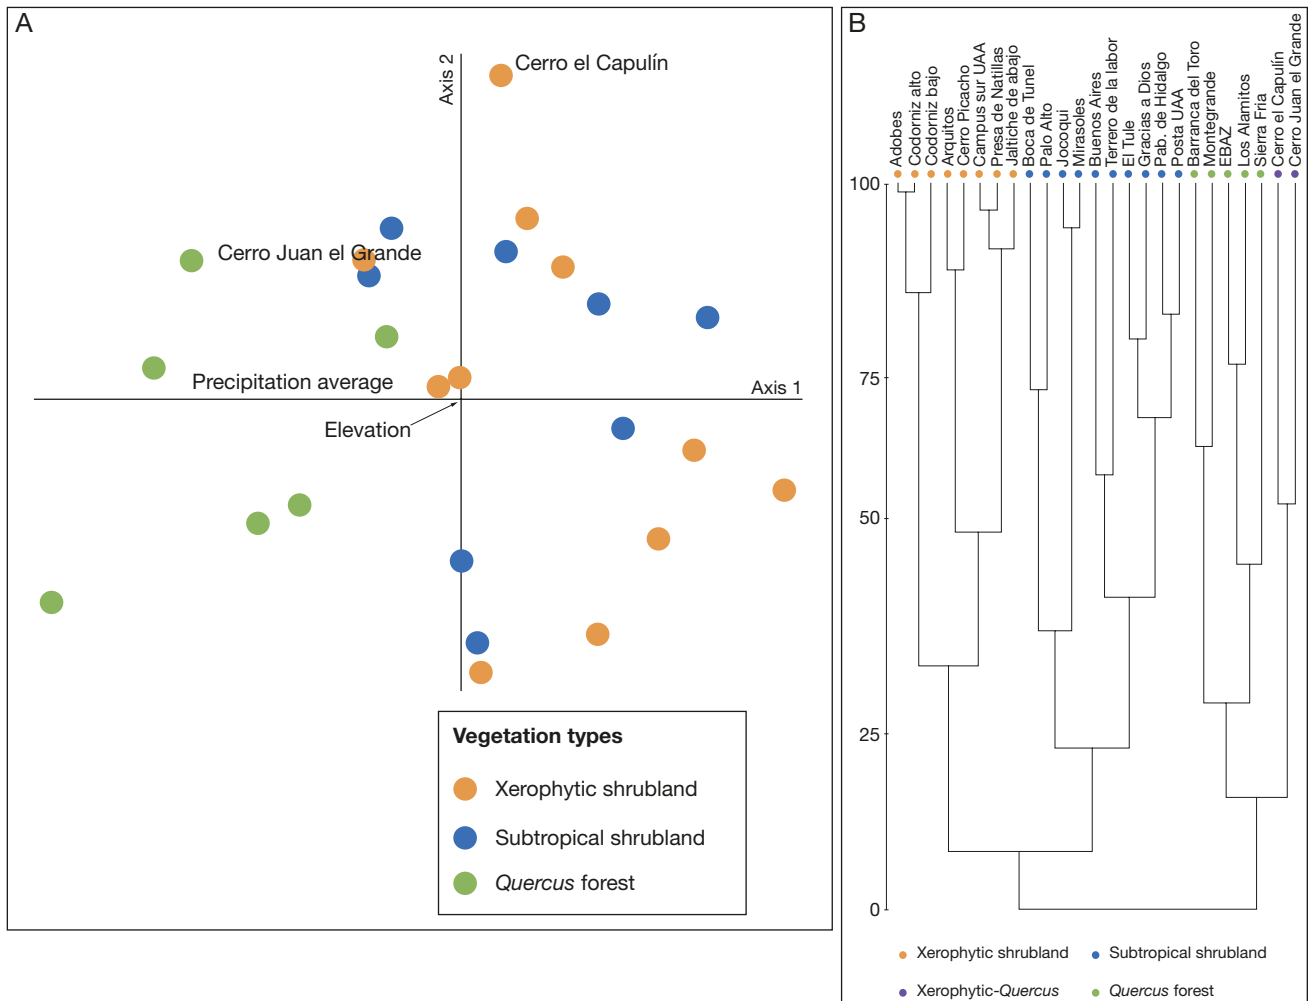 A
Axis 2
Cerro el Capulín
Cerro Juan el Grande
Precipitation average
Axis 1
Elevation
Vegetation types
Xerophytic shrubland
Subtropical shrubland
Quercus forest
B
Adobes
Codorniz alto
Codorniz bajo
Arquitos
Cerro Picacho
Campus sur UAA
Presa de Natillas
Jaltiche de abajo
Boca de Tunel
Palo Alto
Jocoqui
Mirasoles
Buenos Aires
Terrero de la labor
El Tule
Gracias a Dios
Pab. de Hidalgo
Posta UAA
Barranca del Toro
Montegrande
EBAZ
Los Alamitos
Sierra Fria
Cerro el Capulín
Cerro Juan el Grande
100
75
50
25
0
Xerophytic shrubland
Subtropical shrubland
Xerophytic-Quercus
Quercus forest